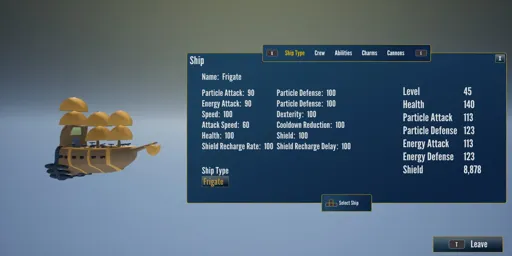 Ship Type Crew Abilities Charms Cannons
Ship
X
Name: Frigate
Particle Attack: 90 Particle Defense: 100
Energy Attack: 90 Particle Defense: 100
Speed: 100 Dexterity: 100
Attack Speed: 60 Cooldown Reduction: 100
Health: 100 Shield: 100
Shield Recharge Rate: 100 Shield Recharge Delay: 100
Ship Type
Frigate
Level 45
Health 140
Particle Attack 113
Particle Defense 123
Energy Attack 113
Energy Defense 123
Shield 8,878
Select Ship
Leave